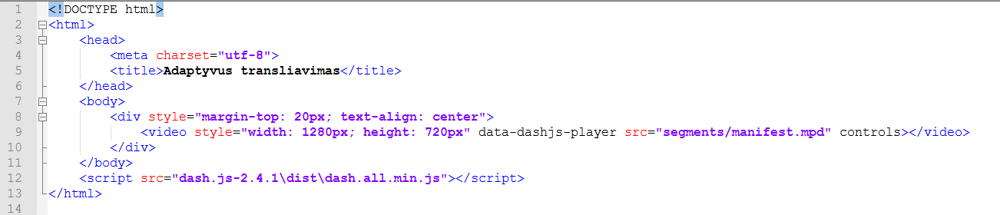 1 <!DOCTYPE html>
2 <html>
3 <head>
4 <meta charset="utf-8">
5 <title>Adaptyvus transliavimas</title>
6 </head>
7 <body>
8 <div style="margin-top: 20px; text-align: center">
9 <video style="width: 1280px; height: 720px" data-dashjs-player src="segments/manifest.mpd" controls></video>
10 </div>
11 </body>
12 <script src="dash.js-2.4.1\dist\dash.all.min.js"></script>
13 </html>
14